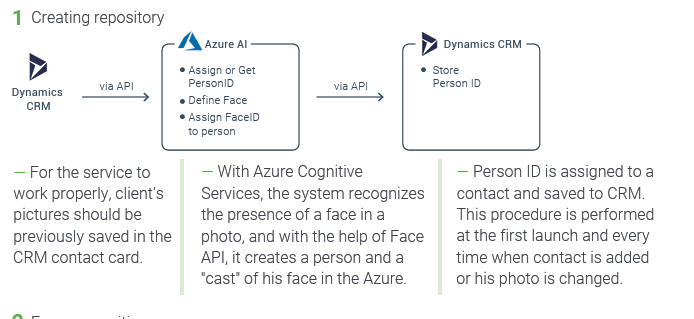 1 Creating repository
Azure AI
Dynamics CRM
Dynamics
CRM
via API
• Assign or Get
PersonID
• Define Face
• Assign FaceID
to person
via API
• Store
Person ID
— For the service to
work properly, client's
pictures should be
previously saved in the
CRM contact card.
— With Azure Cognitive
Services, the system recognizes
the presence of a face in a
photo, and with the help of Face
API, it creates a person and a
"cast" of his face in the Azure.
— Person ID is assigned to a
contact and saved to CRM.
This procedure is performed
at the first launch and every
time when contact is added
or his photo is changed.